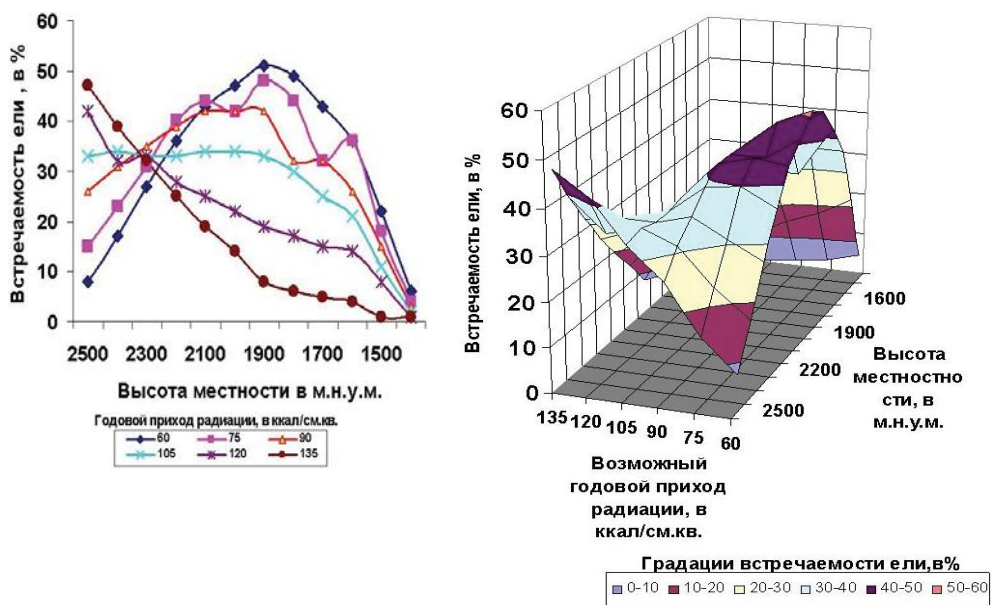 Встречаемость ели , в %
60
50
40
30
20
10
0
2500 2300 2100 1900 1700 1500
Высота местности в м.н.у.м.
Годовой приход радиации, в ккал/см.кв.
60 75 90
105 120 135
Встречаемость ели, в %
60
50
40
30
20
10
0
135 120 105 90 75 60
Возможный
годовой приход
радиации, в
ккал/см.кв.
1600
1900
2200
2500
Высота
местностно
сти, в
м.н.у.м.
Градации встречаемости ели,в%
0-10 10-20 20-30 30-40 40-50 50-60